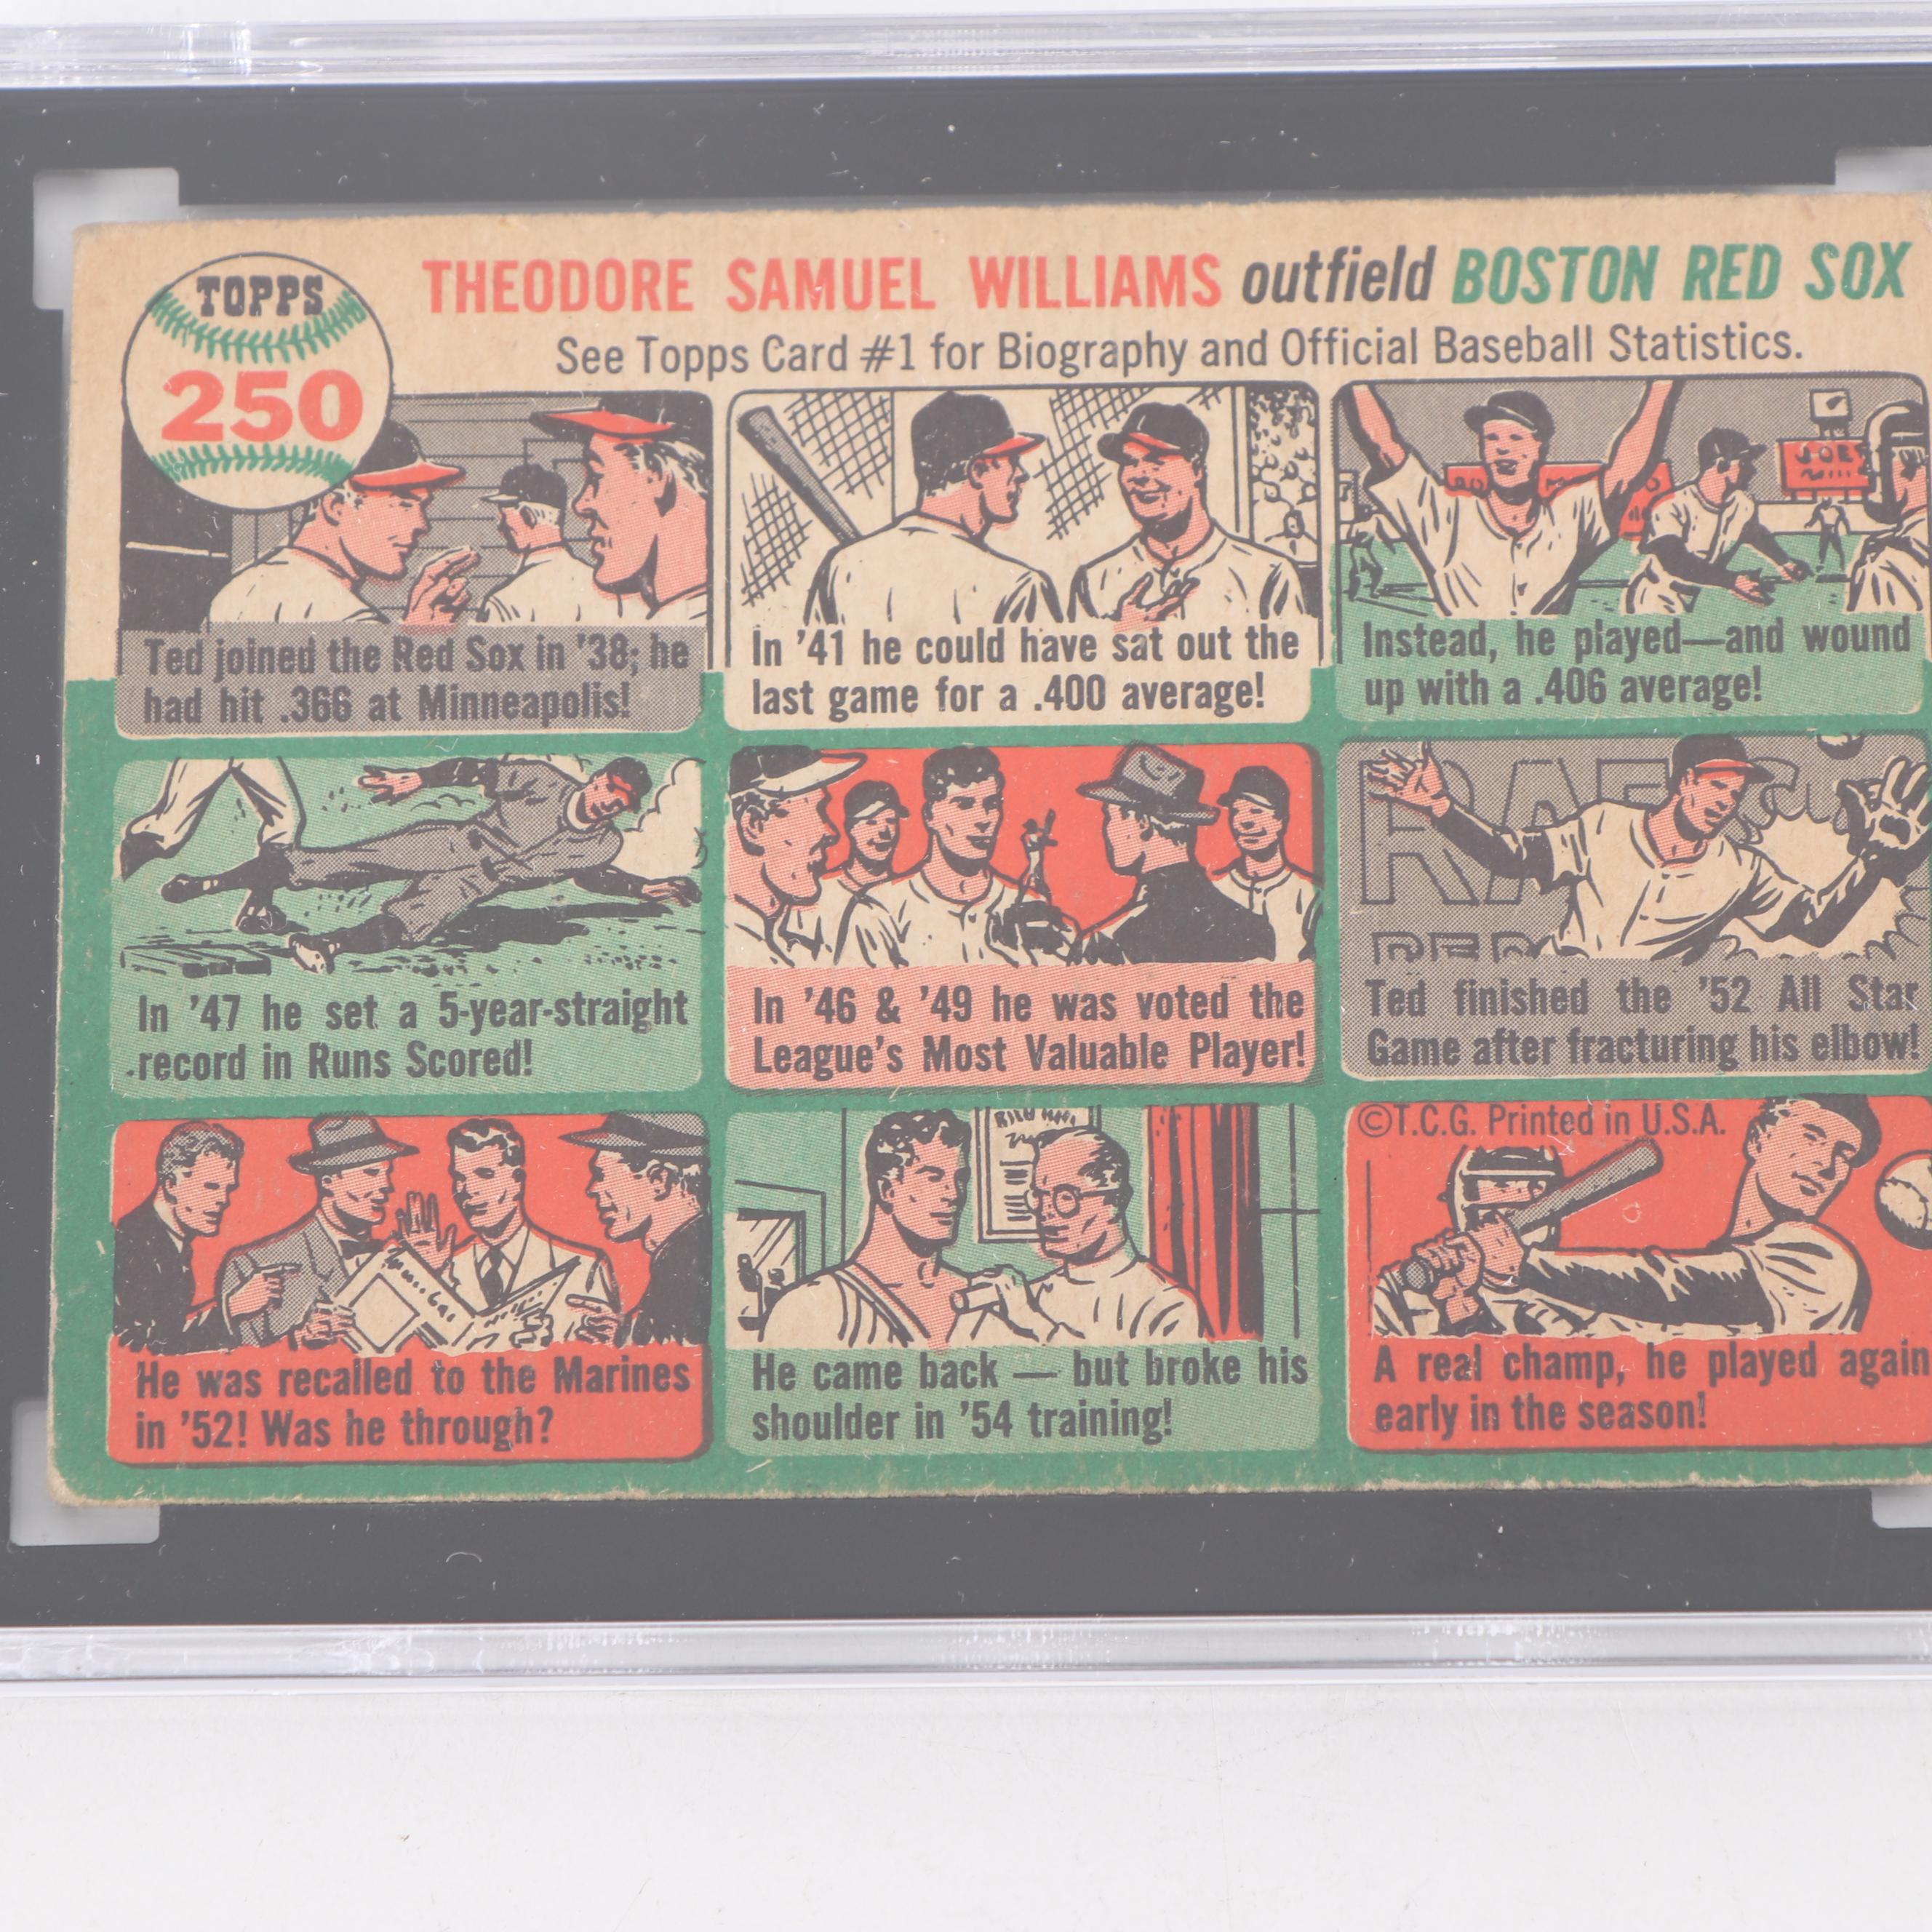 TOPPS
250
THEODORE SAMUEL WILLIAMS outfield BOSTON RED SOX
See Topps Card #1 for Biography and Official Baseball Statistics.
Ted joined the Red Sox in '38; he
had hit .366 at Minneapolis!
In '41 he could have sat out the
last game for a .400 average!
JOE'S
Instead, he played—and wound
up with a .406 average!
In '47 he set a 5-year-straight
record in Runs Scored!
In '46 & '49 he was voted the
League's Most Valuable Player!
Ted finished the '52 All Star
Game after fracturing his elbow!
He was recalled to the Marines
in '52! Was he through?
He came back — but broke his
shoulder in '54 training!
©T.C.G. Printed in U.S.A.
A real champ, he played again
early in the season!